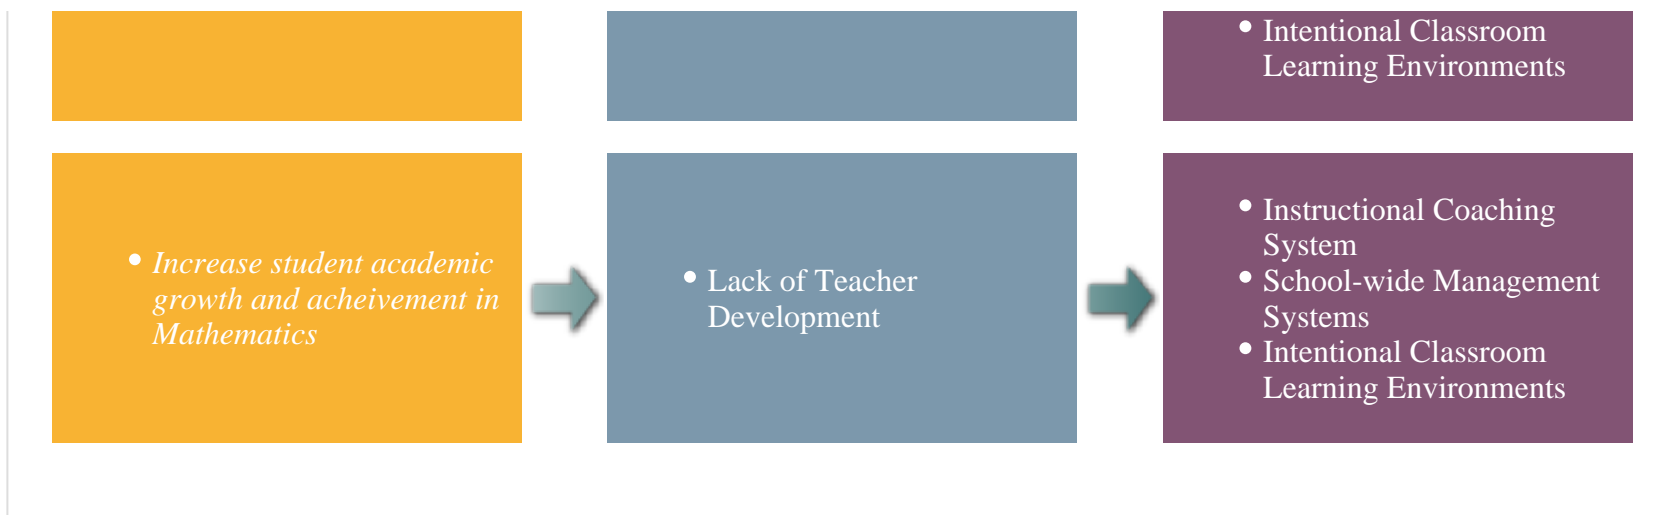 • Intentional Classroom
Learning Environments
• Increase student academic
growth and acheivement in
Mathematics
• Lack of Teacher
Development
• Instructional Coaching
System
• School-wide Management
Systems
• Intentional Classroom
Learning Environments